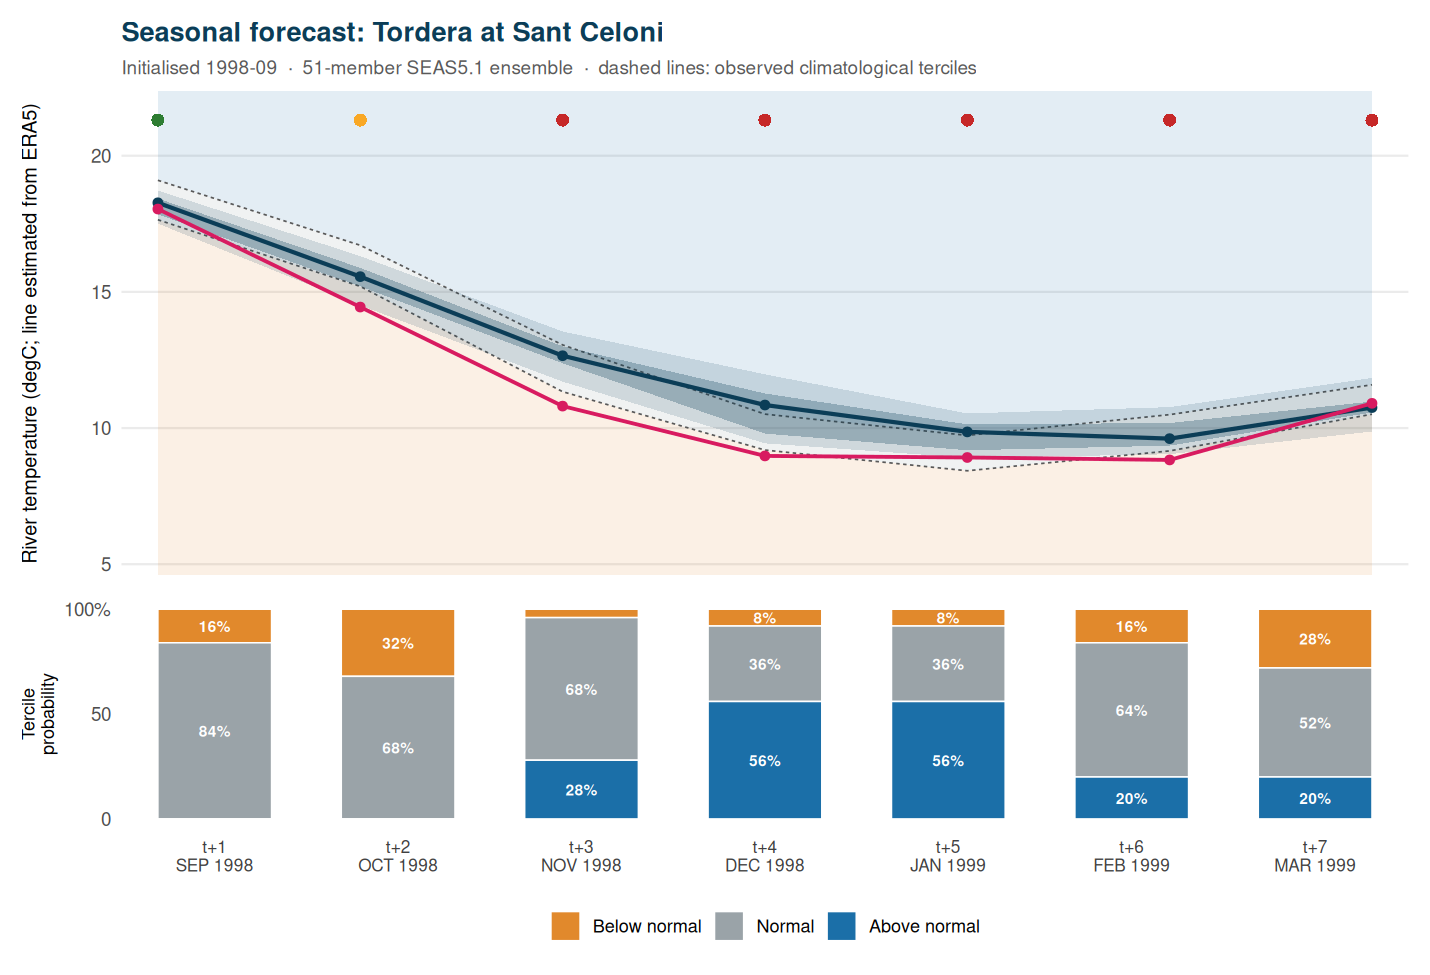 Seasonal forecast: Tordera at Sant Celoni
Initialised 1998-09 · 51-member SEAS5.1 ensemble · dashed lines: observed climatological terciles
River temperature (degC; line estimated from ERA5)
20
15
10
5
Tercile
probability
100%
50
0
16% 32% 8% 8% 16% 28%
84% 68% 68% 36% 36% 64% 52%
28% 56% 56% 20% 20%
t+1 t+2 t+3 t+4 t+5 t+6 t+7
SEP 1998 OCT 1998 NOV 1998 DEC 1998 JAN 1999 FEB 1999 MAR 1999
Below normal Normal Above normal